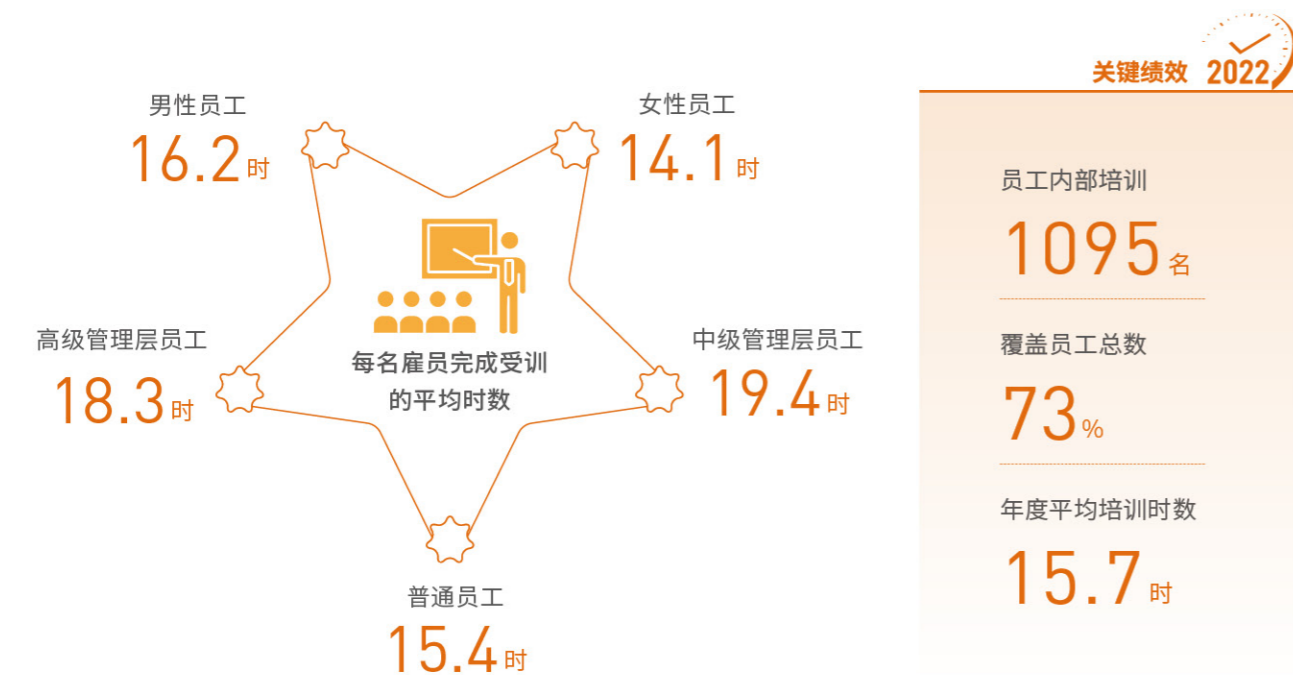 关键绩效 2022
男性员工
16.2时
女性员工
14.1时
高级管理层员工
18.3时
每名雇员完成受训
的平均时数
中级管理层员工
19.4时
普通员工
15.4时
员工内部培训
1095名
覆盖员工总数
73%
年度平均培训时数
15.7时